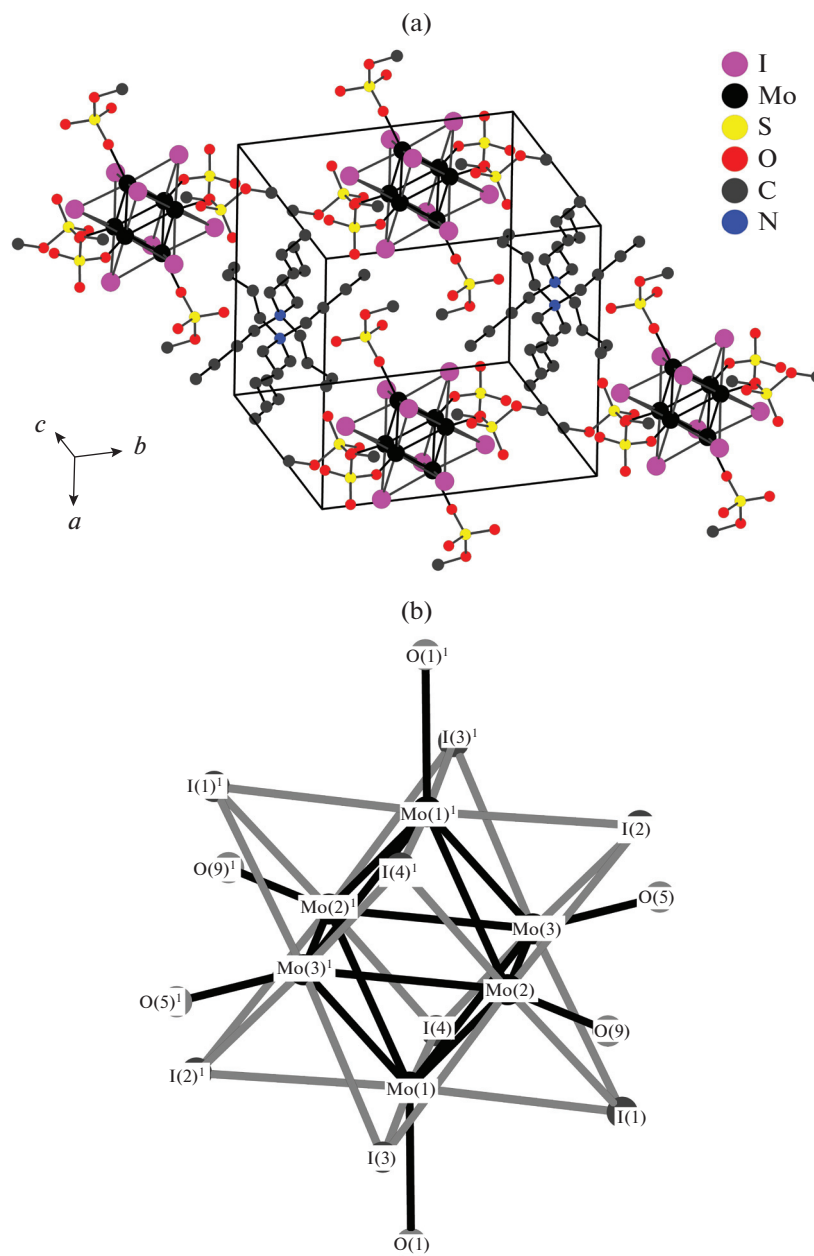 (a)
I
Mo
S
O
C
N
c
b
a
(b)
O(1)¹
I(3)¹
I(1)¹
Mo(1)¹
I(2)
O(9)¹
I(4)¹
O(5)
Mo(2)¹
Mo(3)
Mo(3)¹
Mo(2)
O(5)¹
I(4)
O(9)
I(2)¹
Mo(1)
I(1)
I(3)
O(1)